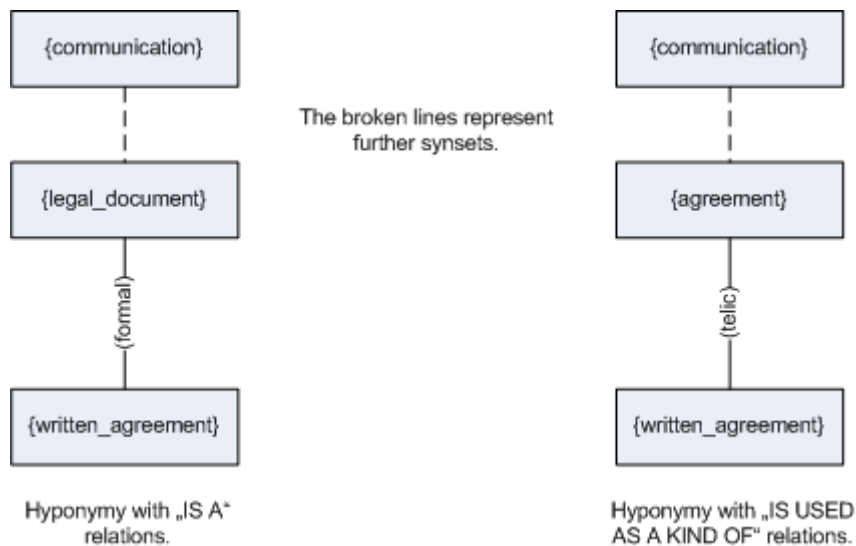 {communication}
{communication}
The broken lines represent
further synsets.
{legal_document}
{agreement}
(formal)
(telic)
{written_agreement}
{written_agreement}
Hyponymy with „IS A“
relations.
Hyponymy with „IS USED
AS A KIND OF“ relations.